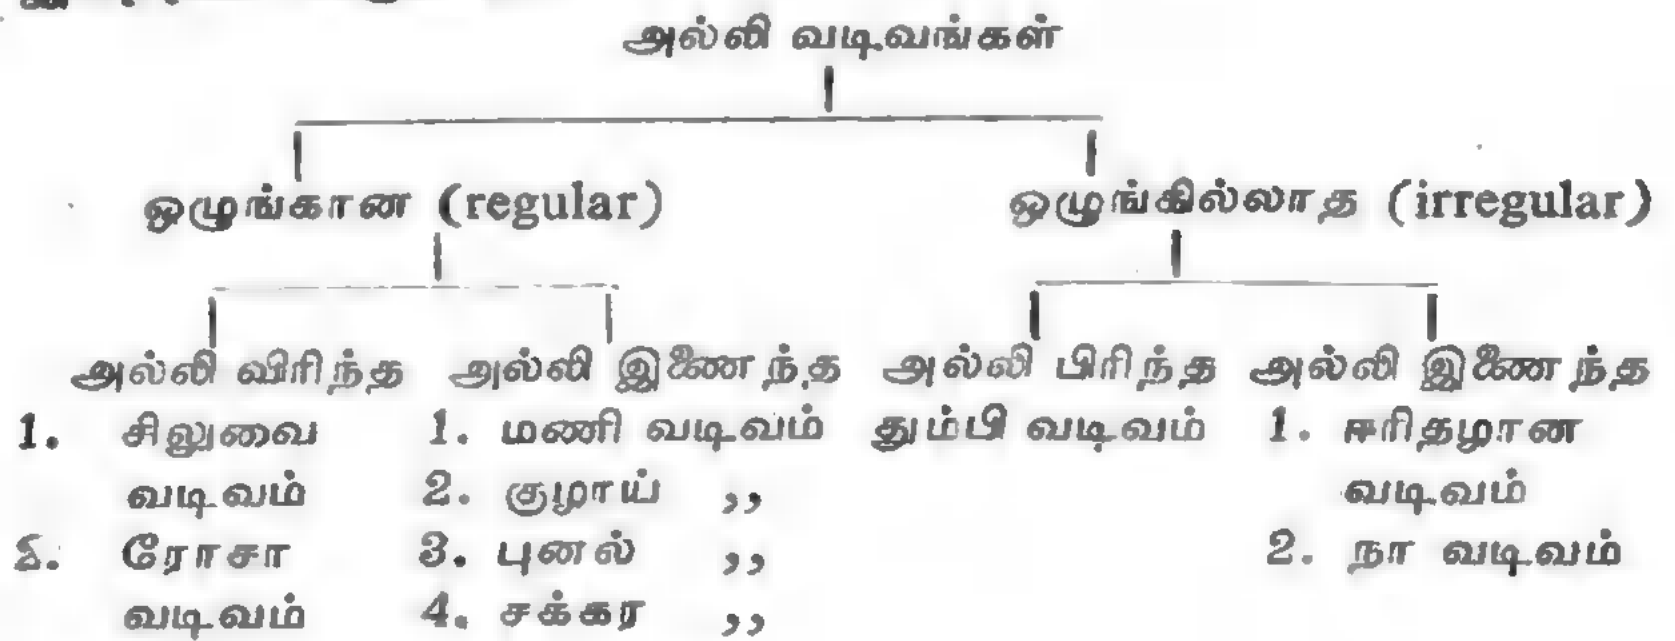 அல்லி வடிவங்கள்
ஒழுங்கான (regular) ஒழுங்கில்லாத (irregular)
அல்லி விரிந்த அல்லி இணைந்த அல்லி பிரிந்த அல்லி இணைந்த
1. சிலுவை 1. மணி வடிவம் தும்பி வடிவம் 1. ஈரிதழான
வடிவம் 2. குழாய் ,, வடிவம்
2. ரோசா 3. புனல் ,, 2. நா வடிவம்
வடிவம் 4. சக்கர ,,